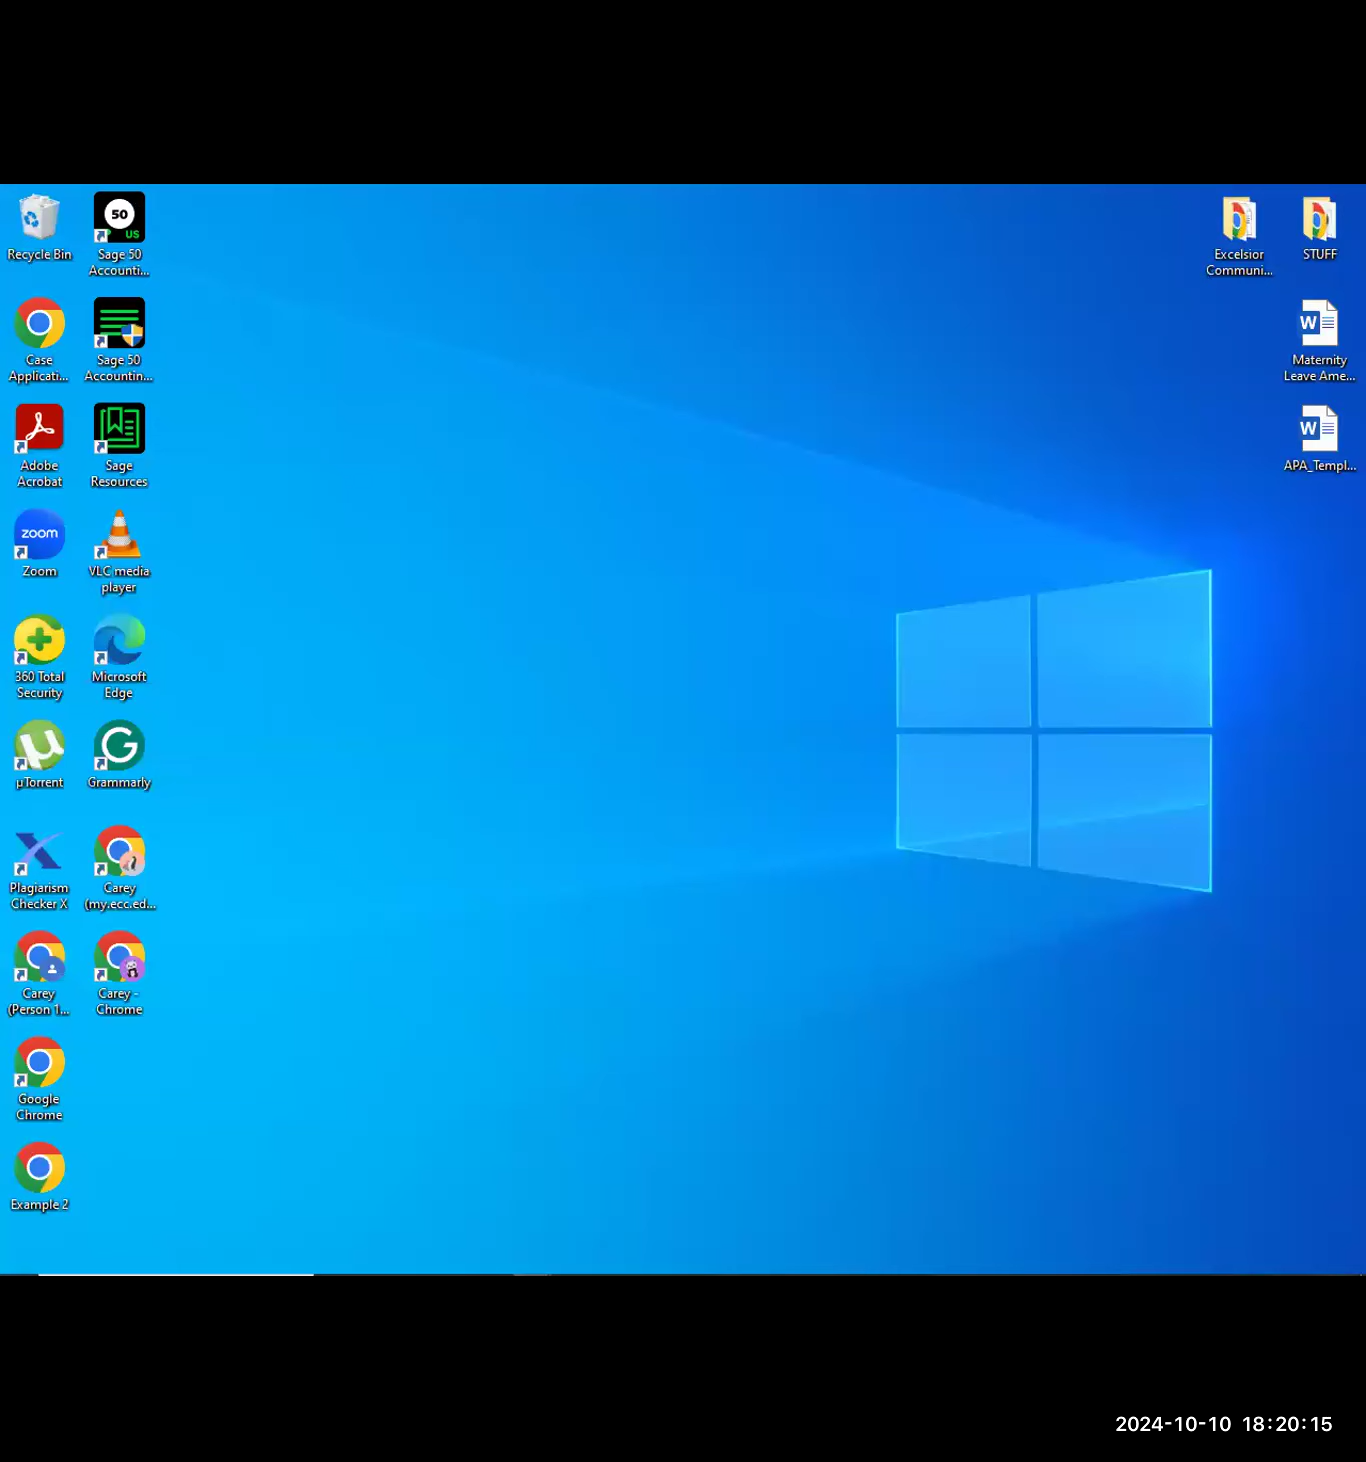 Recycle Bin
50
US
Sage 50
Accounti...
Excelsior
Communi...
STUFF
Case
Applicati...
Sage 50
Accountin...
W
Maternity
Leave Ame...
Adobe
Acrobat
Sage
Resources
W
APA_Templ...
zoom
Zoom
VLC media
player
360 Total
Security
Microsoft
Edge
µ
µTorrent
G
Grammarly
X
Plagiarism
Checker X
Carey
(my.ecc.ed...
Carey
(Person 1...
Carey -
Chrome
Google
Chrome
Example 2
2024-10-10 18:20:15